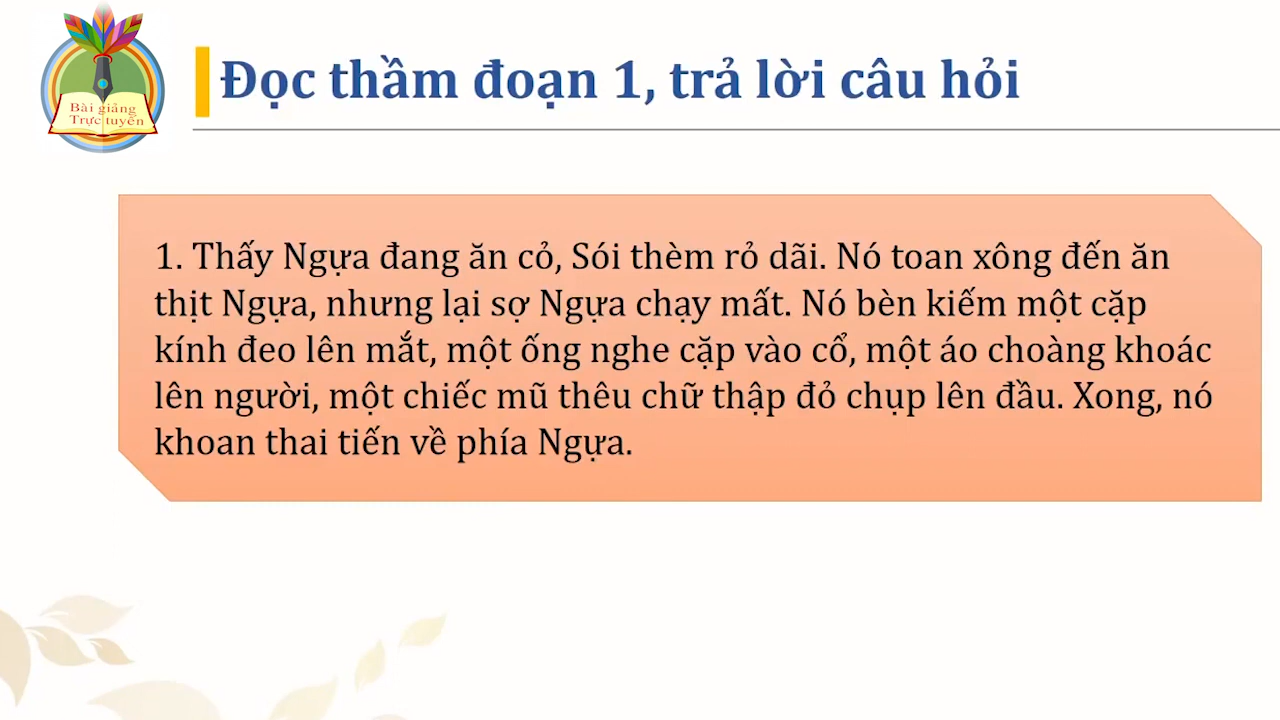 Bài giảng
Trực tuyến
Đọc thầm đoạn 1, trả lời câu hỏi
1. Thấy Ngựa đang ăn cỏ, Sói thèm rỏ dãi. Nó toan xông đến ăn
thịt Ngựa, nhưng lại sợ Ngựa chạy mất. Nó bèn kiếm một cặp
kính đeo lên mắt, một ống nghe cặp vào cổ, một áo choàng khoác
lên người, một chiếc mũ thêu chữ thập đỏ chụp lên đầu. Xong, nó
khoan thai tiến về phía Ngựa.